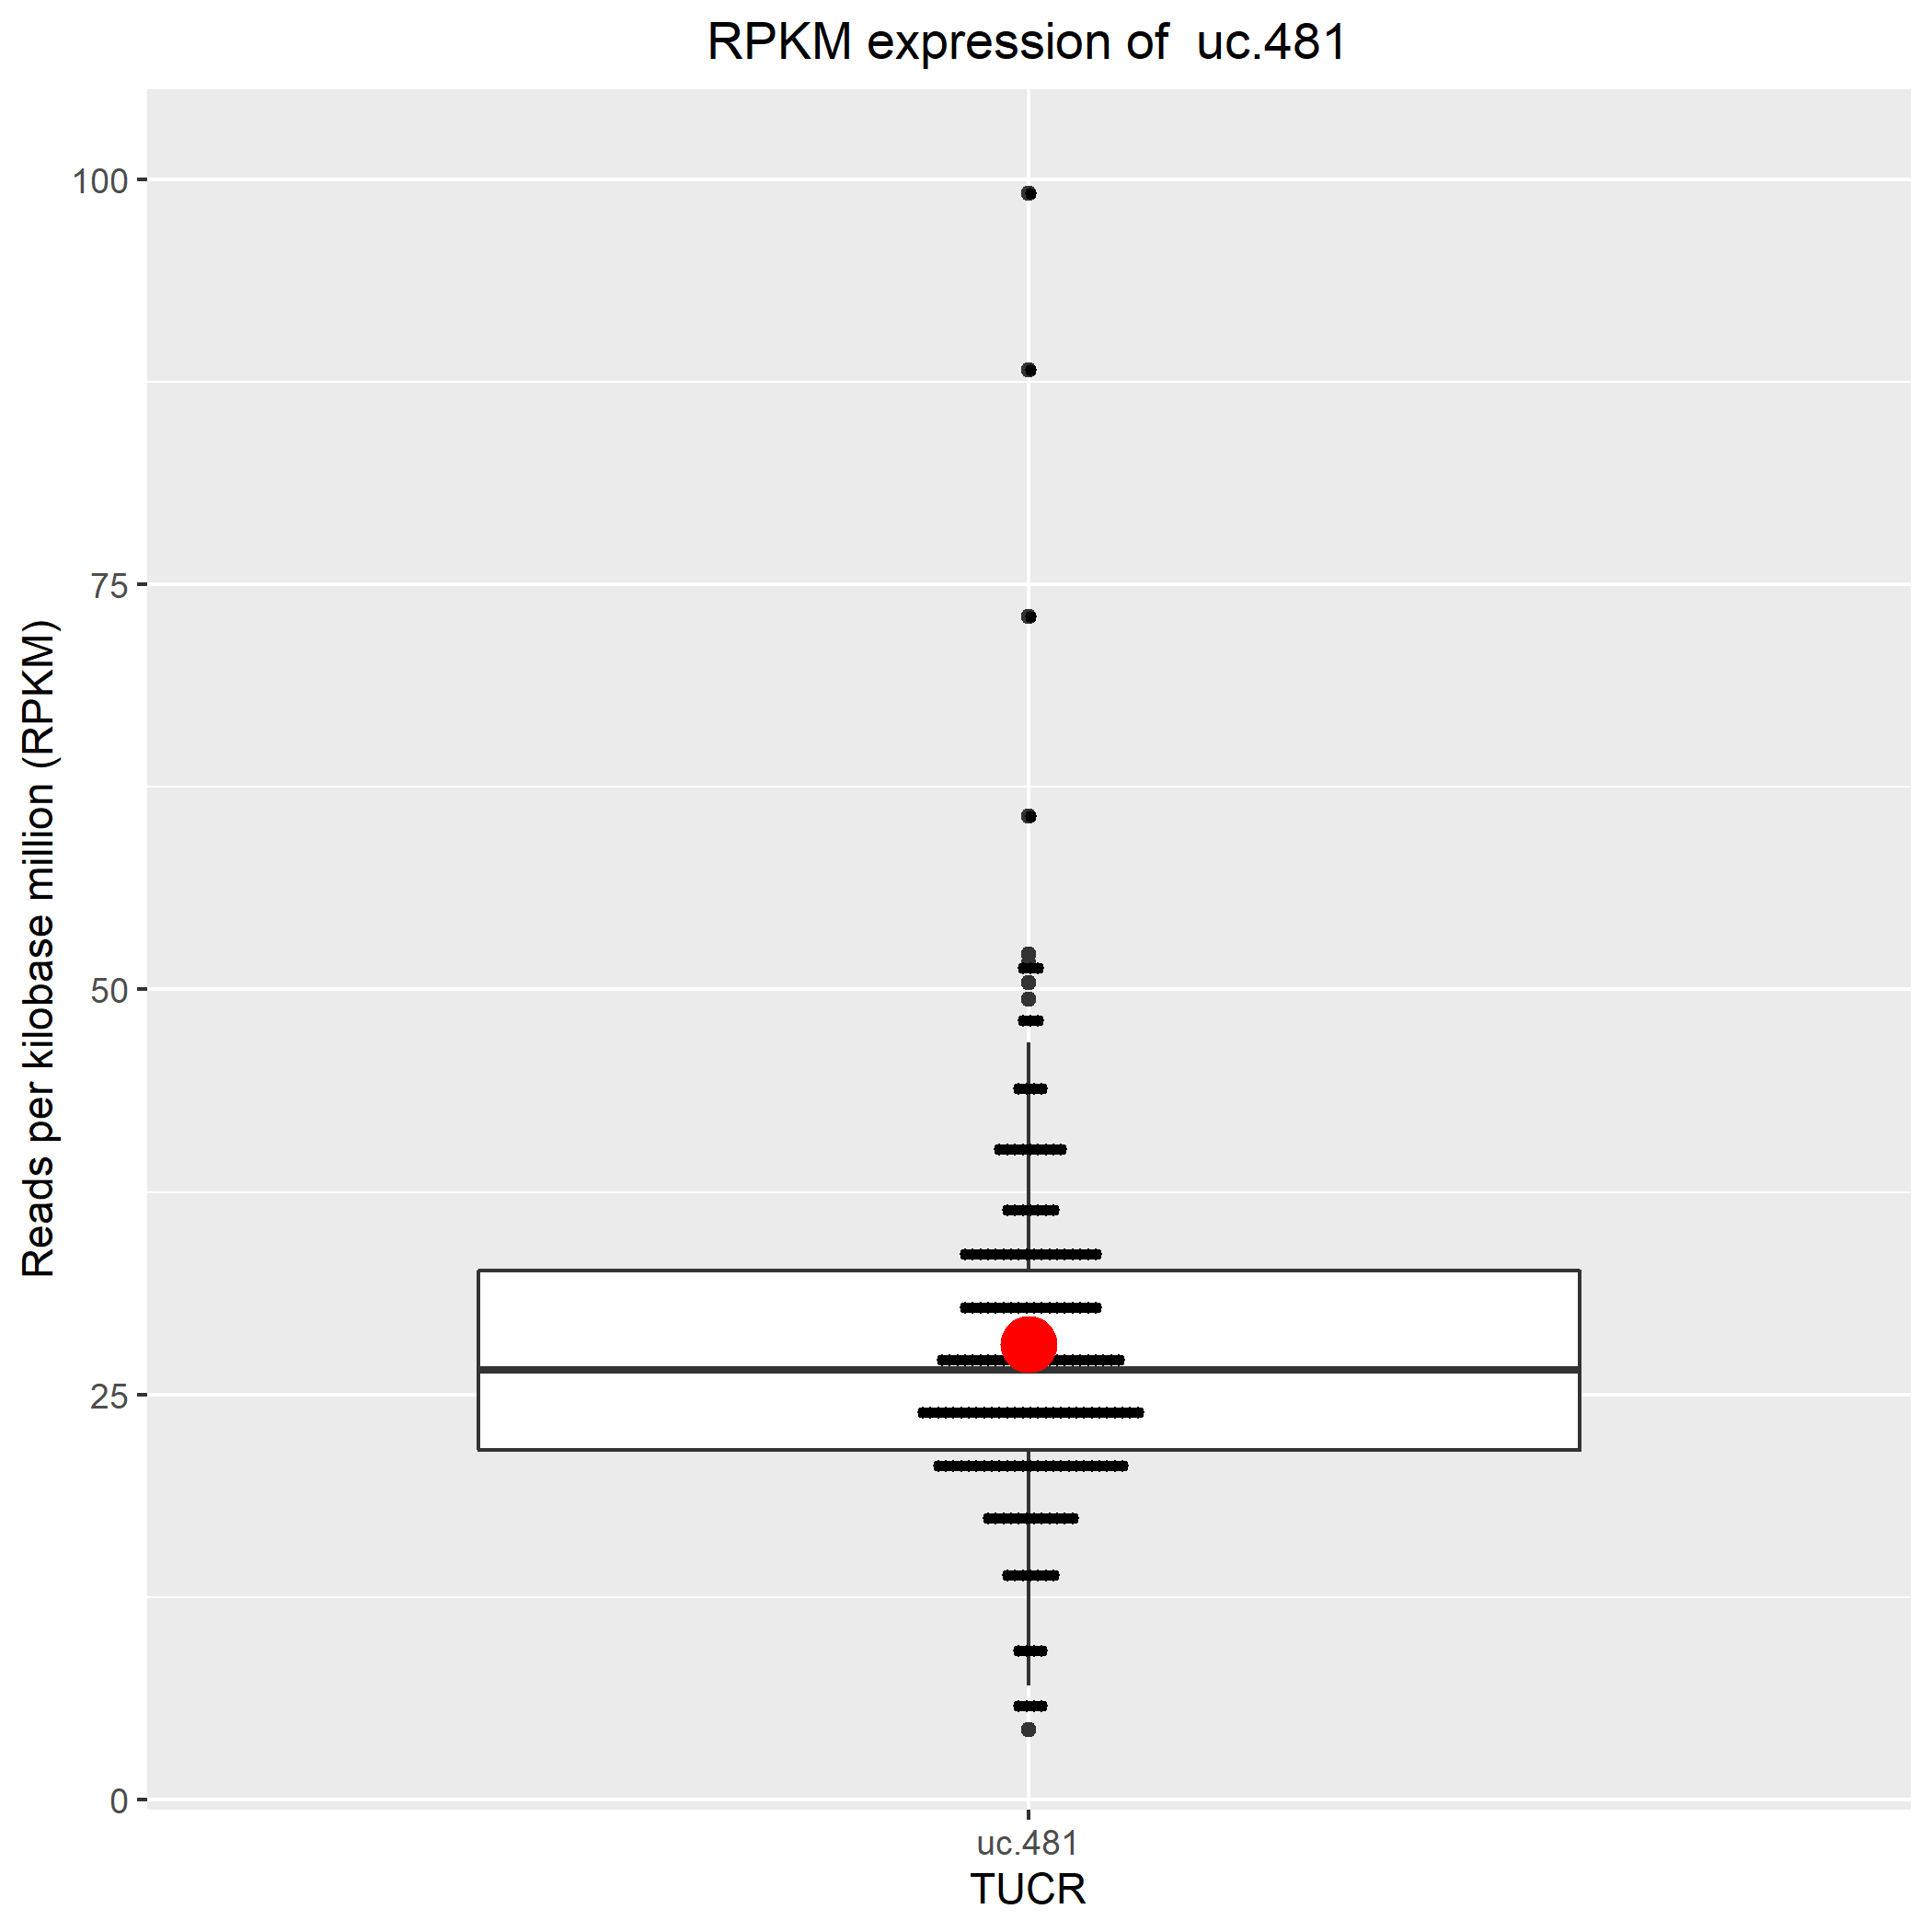 RPKM expression of  uc.481
Reads per kilobase million (RPKM)
100
75
50
25
0
uc.481
TUCR